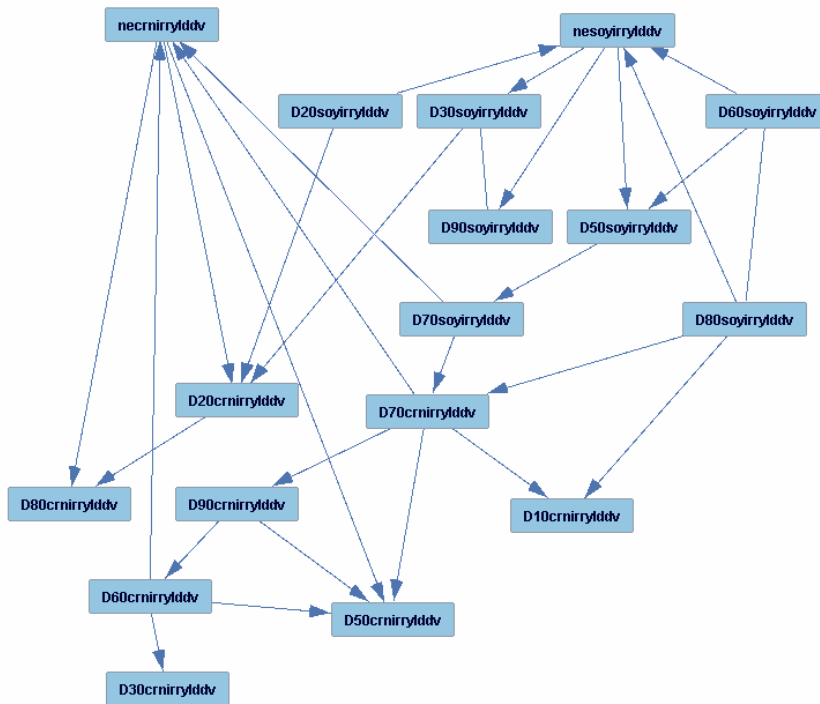 necrnirrylddv
nesoyirrylddv
D20soyirrylddv
D30soyirrylddv
D60soyirrylddv
D90soyirrylddv
D50soyirrylddv
D70soyirrylddv
D80soyirrylddv
D20crnirrylddv
D70crnirrylddv
D80crnirrylddv
D90crnirrylddv
D10crnirrylddv
D60crnirrylddv
D50crnirrylddv
D30crnirrylddv